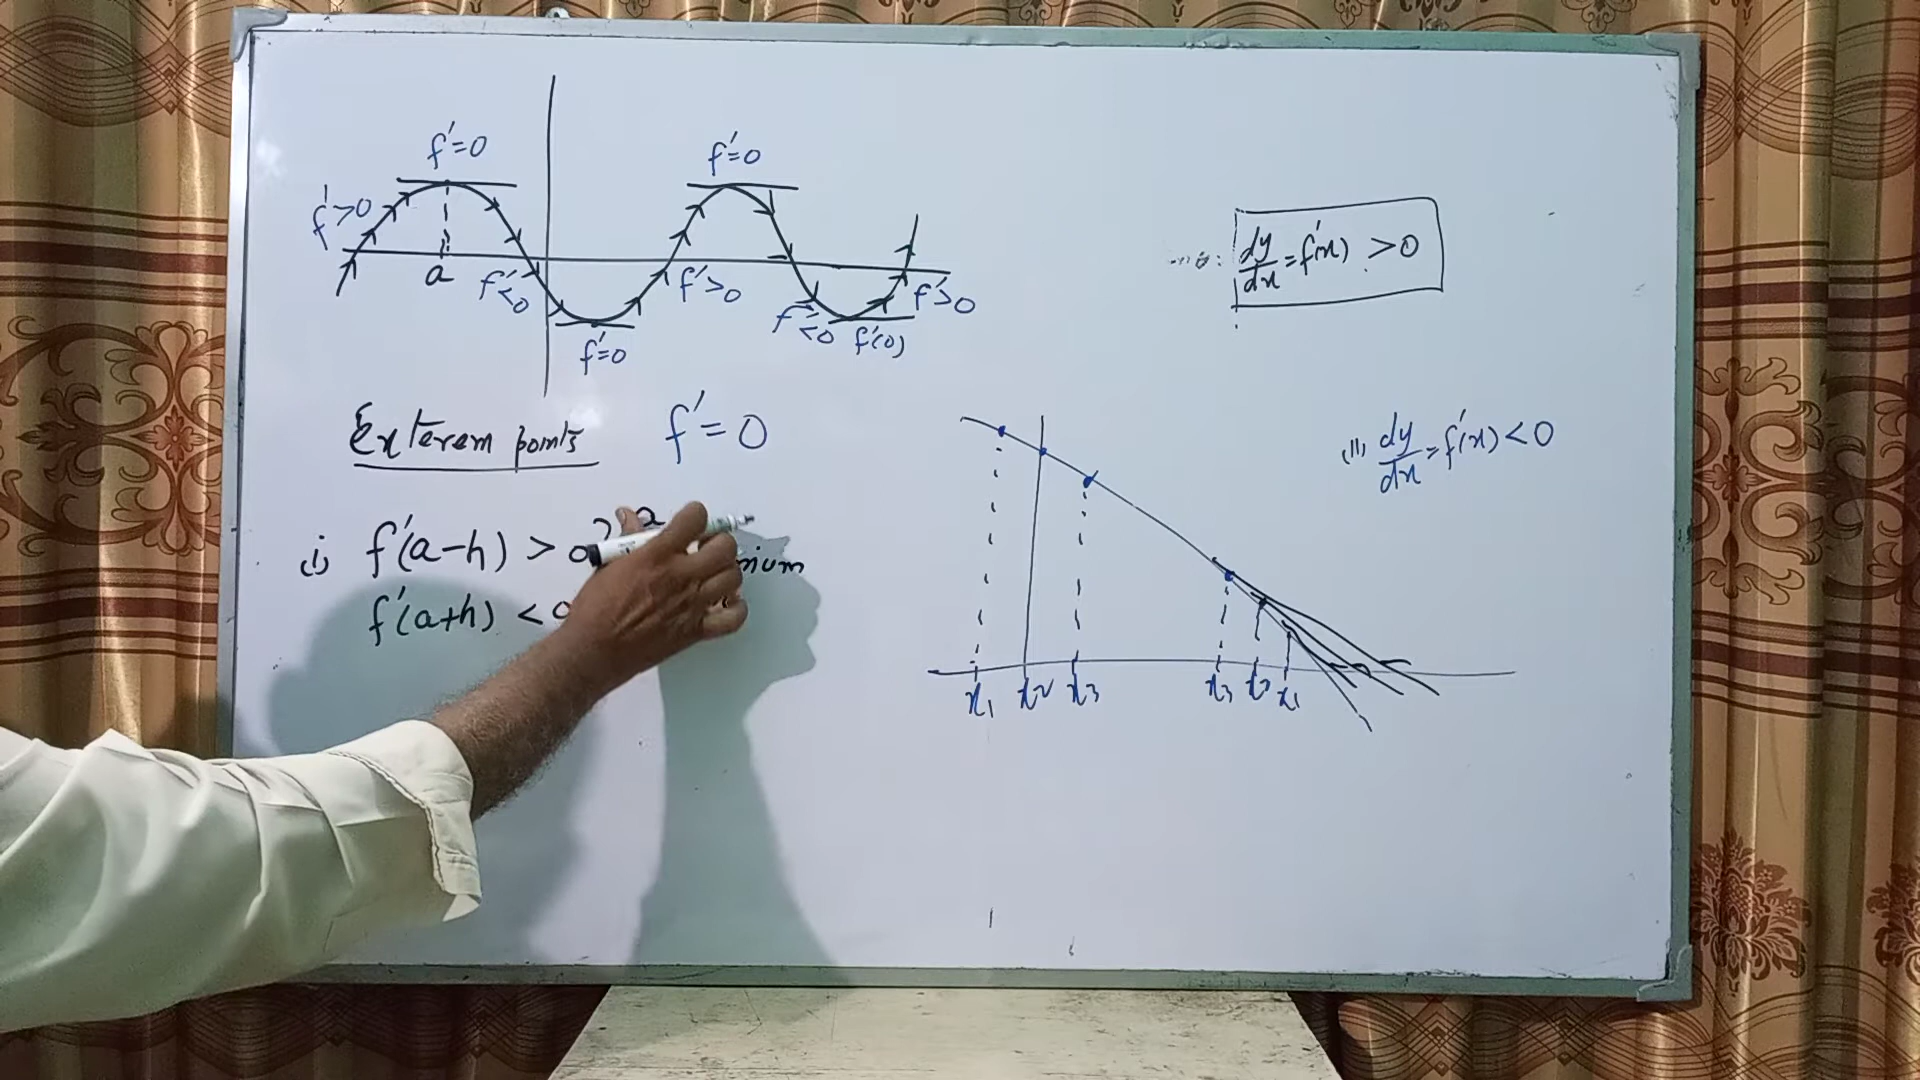 f'=0
f'=0
f'>0
a
f'<0
f'>0
f'<0
f'(0)
f'>0
f'=0
dy/dx = f'(x) >0
Exterem points
f'=0
(ii) dy/dx = f'(x) <0
i) f'(a-h) > 0
f'(a+h) < 0
x1 x2 x3 x3 x2 x1